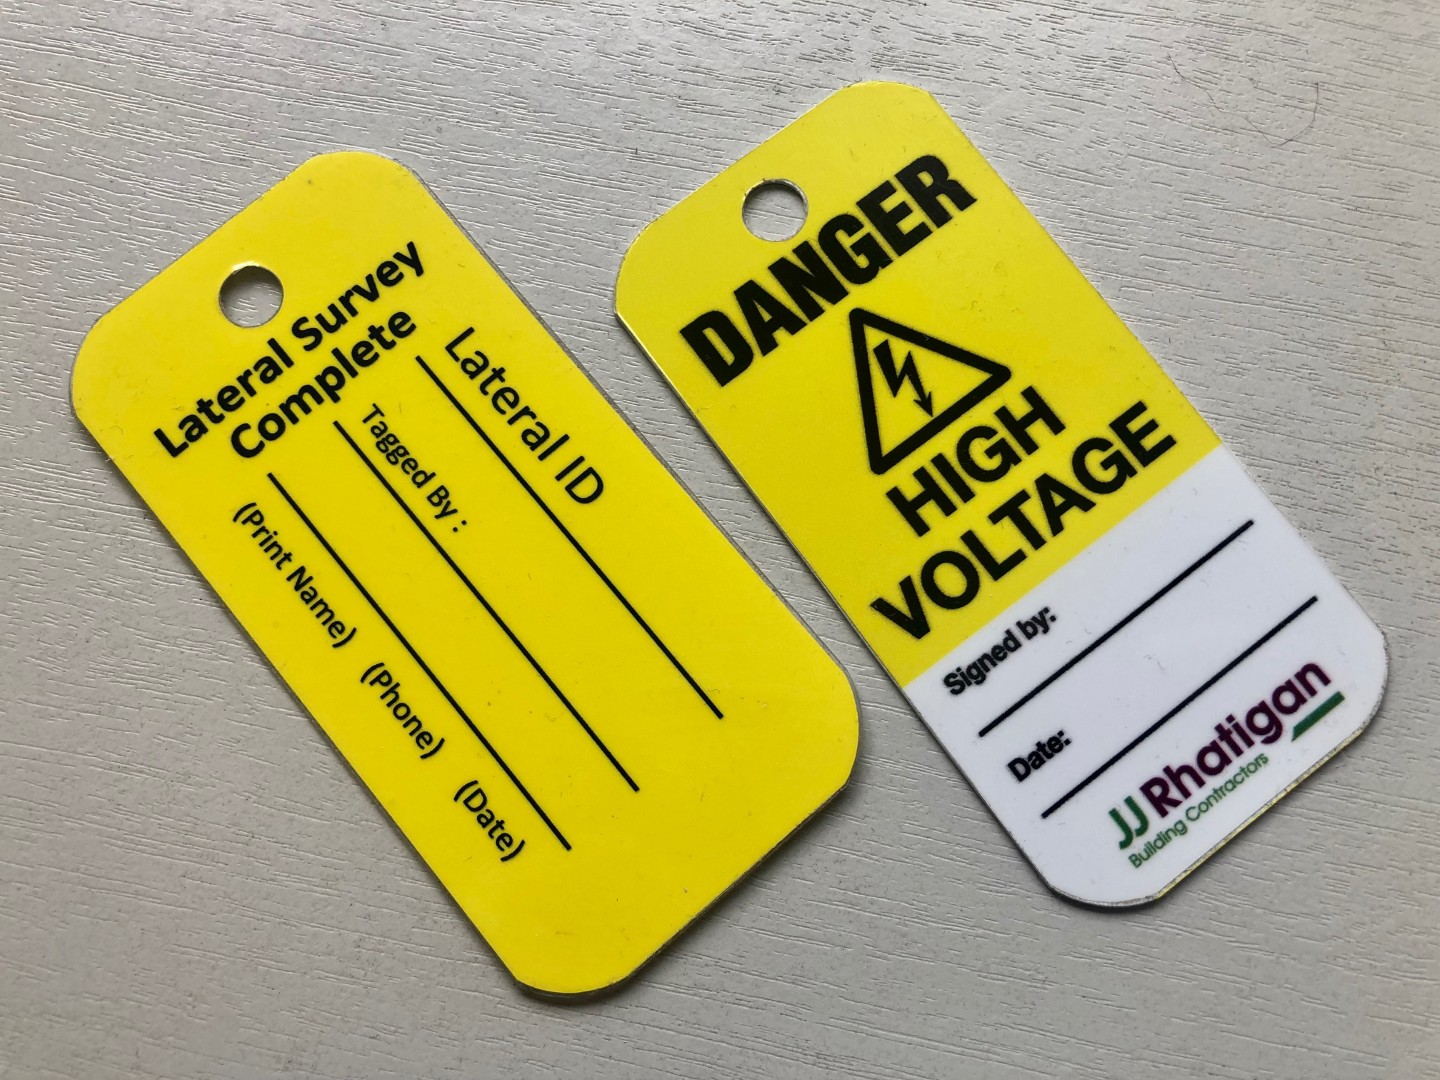 Lateral Survey
Complete
Lateral ID
Tagged By :
(Print Name) (Phone) (Date)
DANGER
HIGH
VOLTAGE
Signed by:
Date:
JJ Rhatigan
Building Contractors